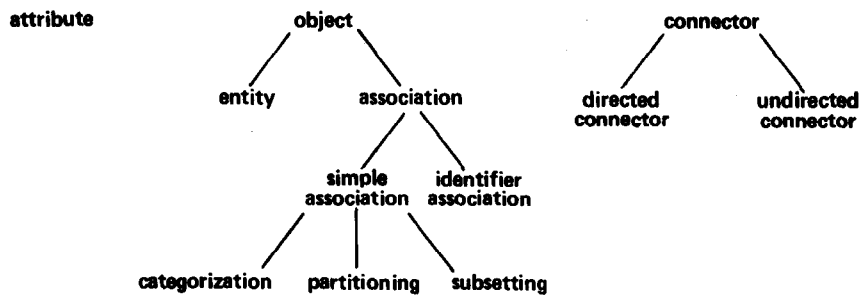 attribute
object
connector
entity
association
directed
connector
undirected
connector
simple
association
identifier
association
categorization
partitioning
subsetting